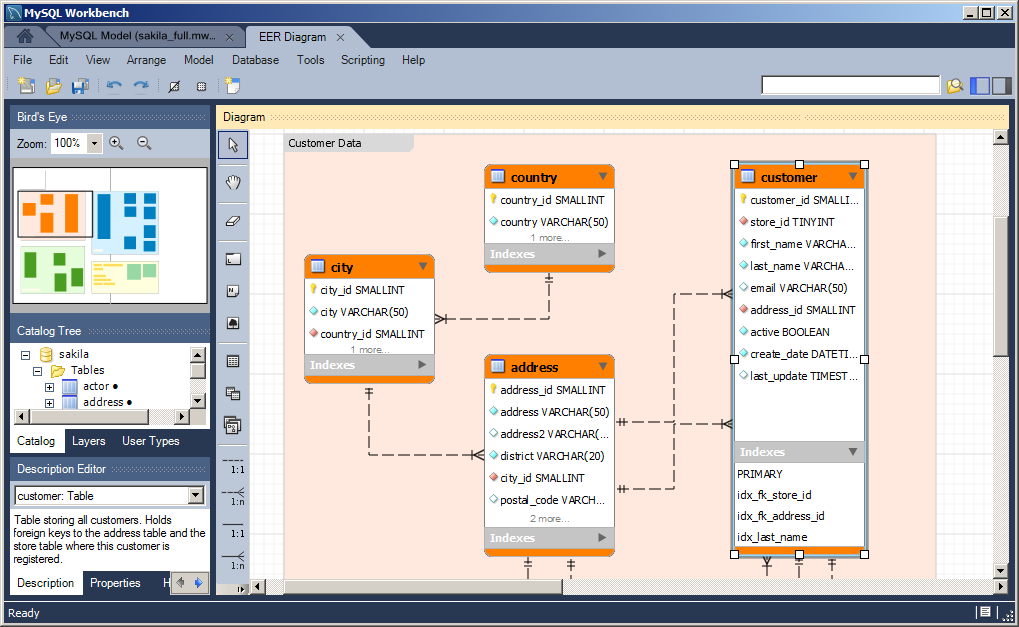 MySQL Workbench
MySQL Model (sakila_full.mw...
EER Diagram
File Edit View Arrange Model Database Tools Scripting Help
Bird's Eye
Zoom: 100%
Catalog Tree
sakila
Tables
actor
address
Catalog Layers User Types
Description Editor
customer: Table
Table storing all customers. Holds
foreign keys to the address table and the
store table where this customer is
registered.
Description Properties H
Diagram
1:1
1:n
1:1
1:n
Customer Data
country
country_id SMALLINT
country VARCHAR(50)
1 more...
Indexes
city
city_id SMALLINT
city VARCHAR(50)
country_id SMALLINT
1 more...
Indexes
address
address_id SMALLINT
address VARCHAR(50)
address2 VARCHAR(...
district VARCHAR(20)
city_id SMALLINT
postal_code VARCH...
2 more...
Indexes
customer
customer_id SMALLI...
store_id TINYINT
first_name VARCHA...
last_name VARCHA...
email VARCHAR(50)
address_id SMALLINT
active BOOLEAN
create_date DATETI...
last_update TIMEST...
Indexes
PRIMARY
idx_fk_store_id
idx_fk_address_id
idx_last_name
Ready